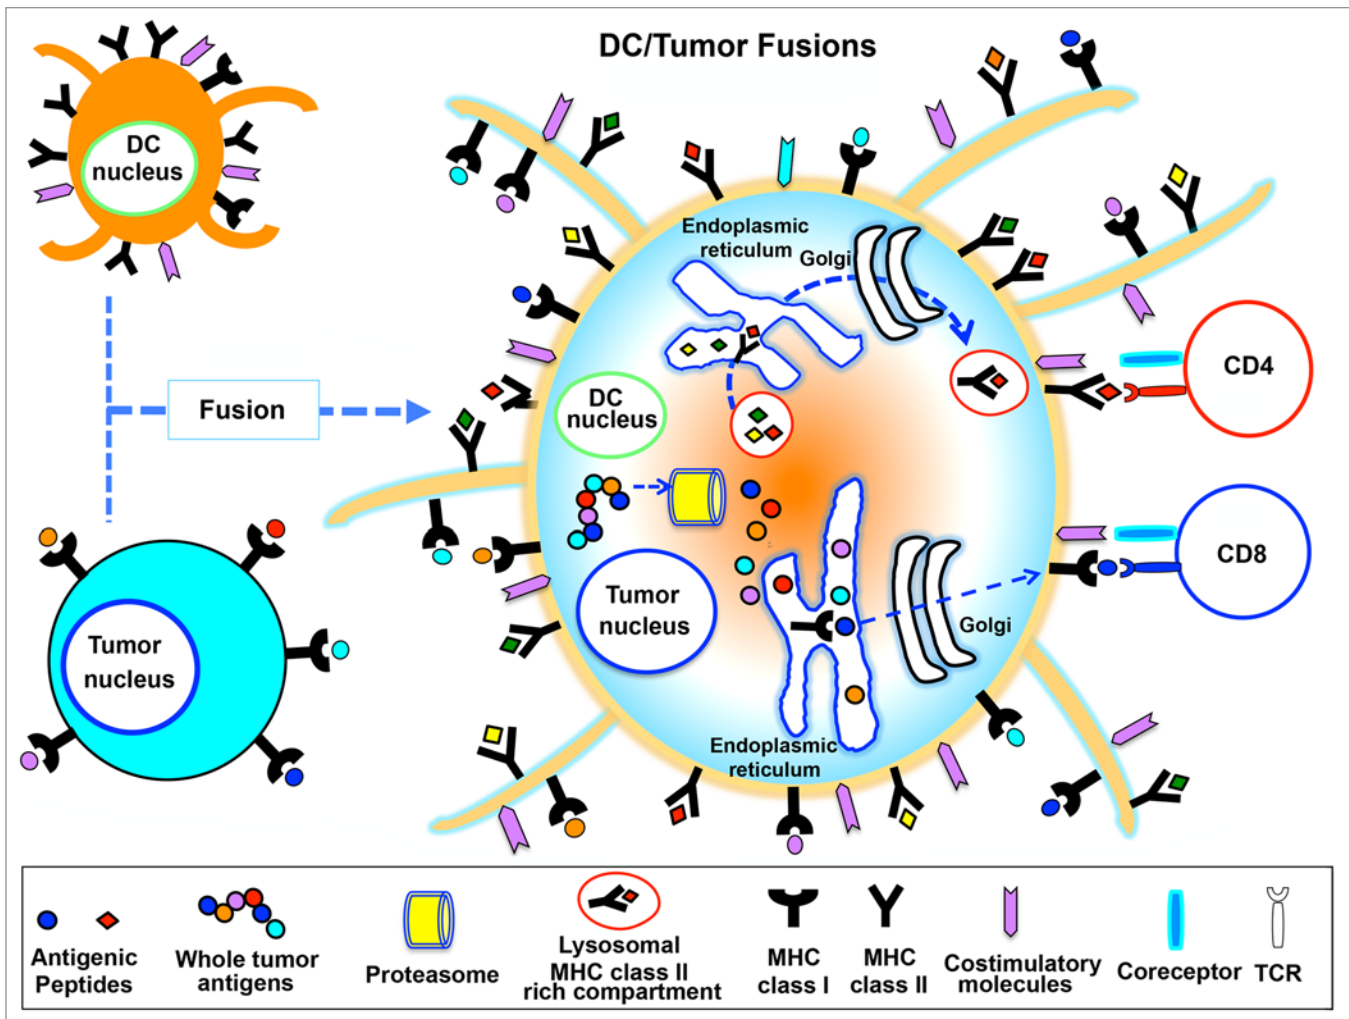 DC/Tumor Fusions
DC
nucleus
Endoplasmic
reticulum
Golgi
CD4
Fusion
DC
nucleus
CD8
Tumor
nucleus
Tumor
nucleus
Golgi
Endoplasmic
reticulum
Antigenic
Peptides
Whole tumor
antigens
Proteasome
Lysosomal
MHC class II
rich compartment
MHC
class I
MHC
class II
Costimulatory
molecules
Coreceptor
TCR